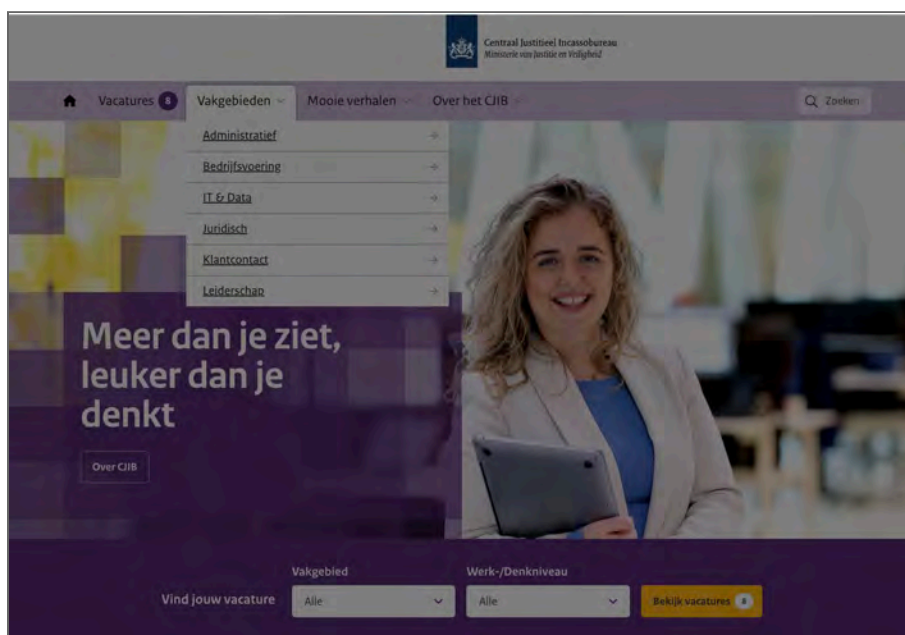 Centraal Justitieel Incassobureau
Ministerie van Justitie en Veiligheid
Vacatures 8
Vakgebieden
Mooie verhalen
Over het CJIB
Zoeken
Administratief
Bedrijfsvoering
IT & Data
Juridisch
Klantcontact
Leiderschap
Meer dan je ziet,
leuker dan je
denkt
Over CJIB
Vakgebied
Werk-/Denkniveau
Vind jouw vacature
Alle
Alle
Bekijk vacatures 8